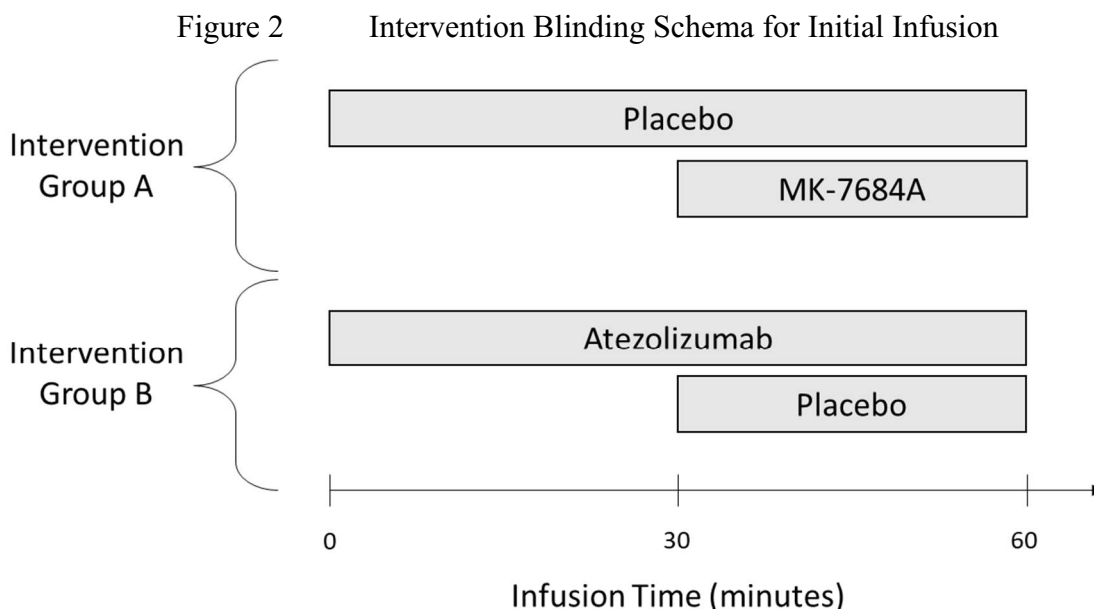 Figure 2 Intervention Blinding Schema for Initial Infusion
Intervention
Group A
Placebo
MK-7684A
Intervention
Group B
Atezolizumab
Placebo
0 30 60
Infusion Time (minutes)